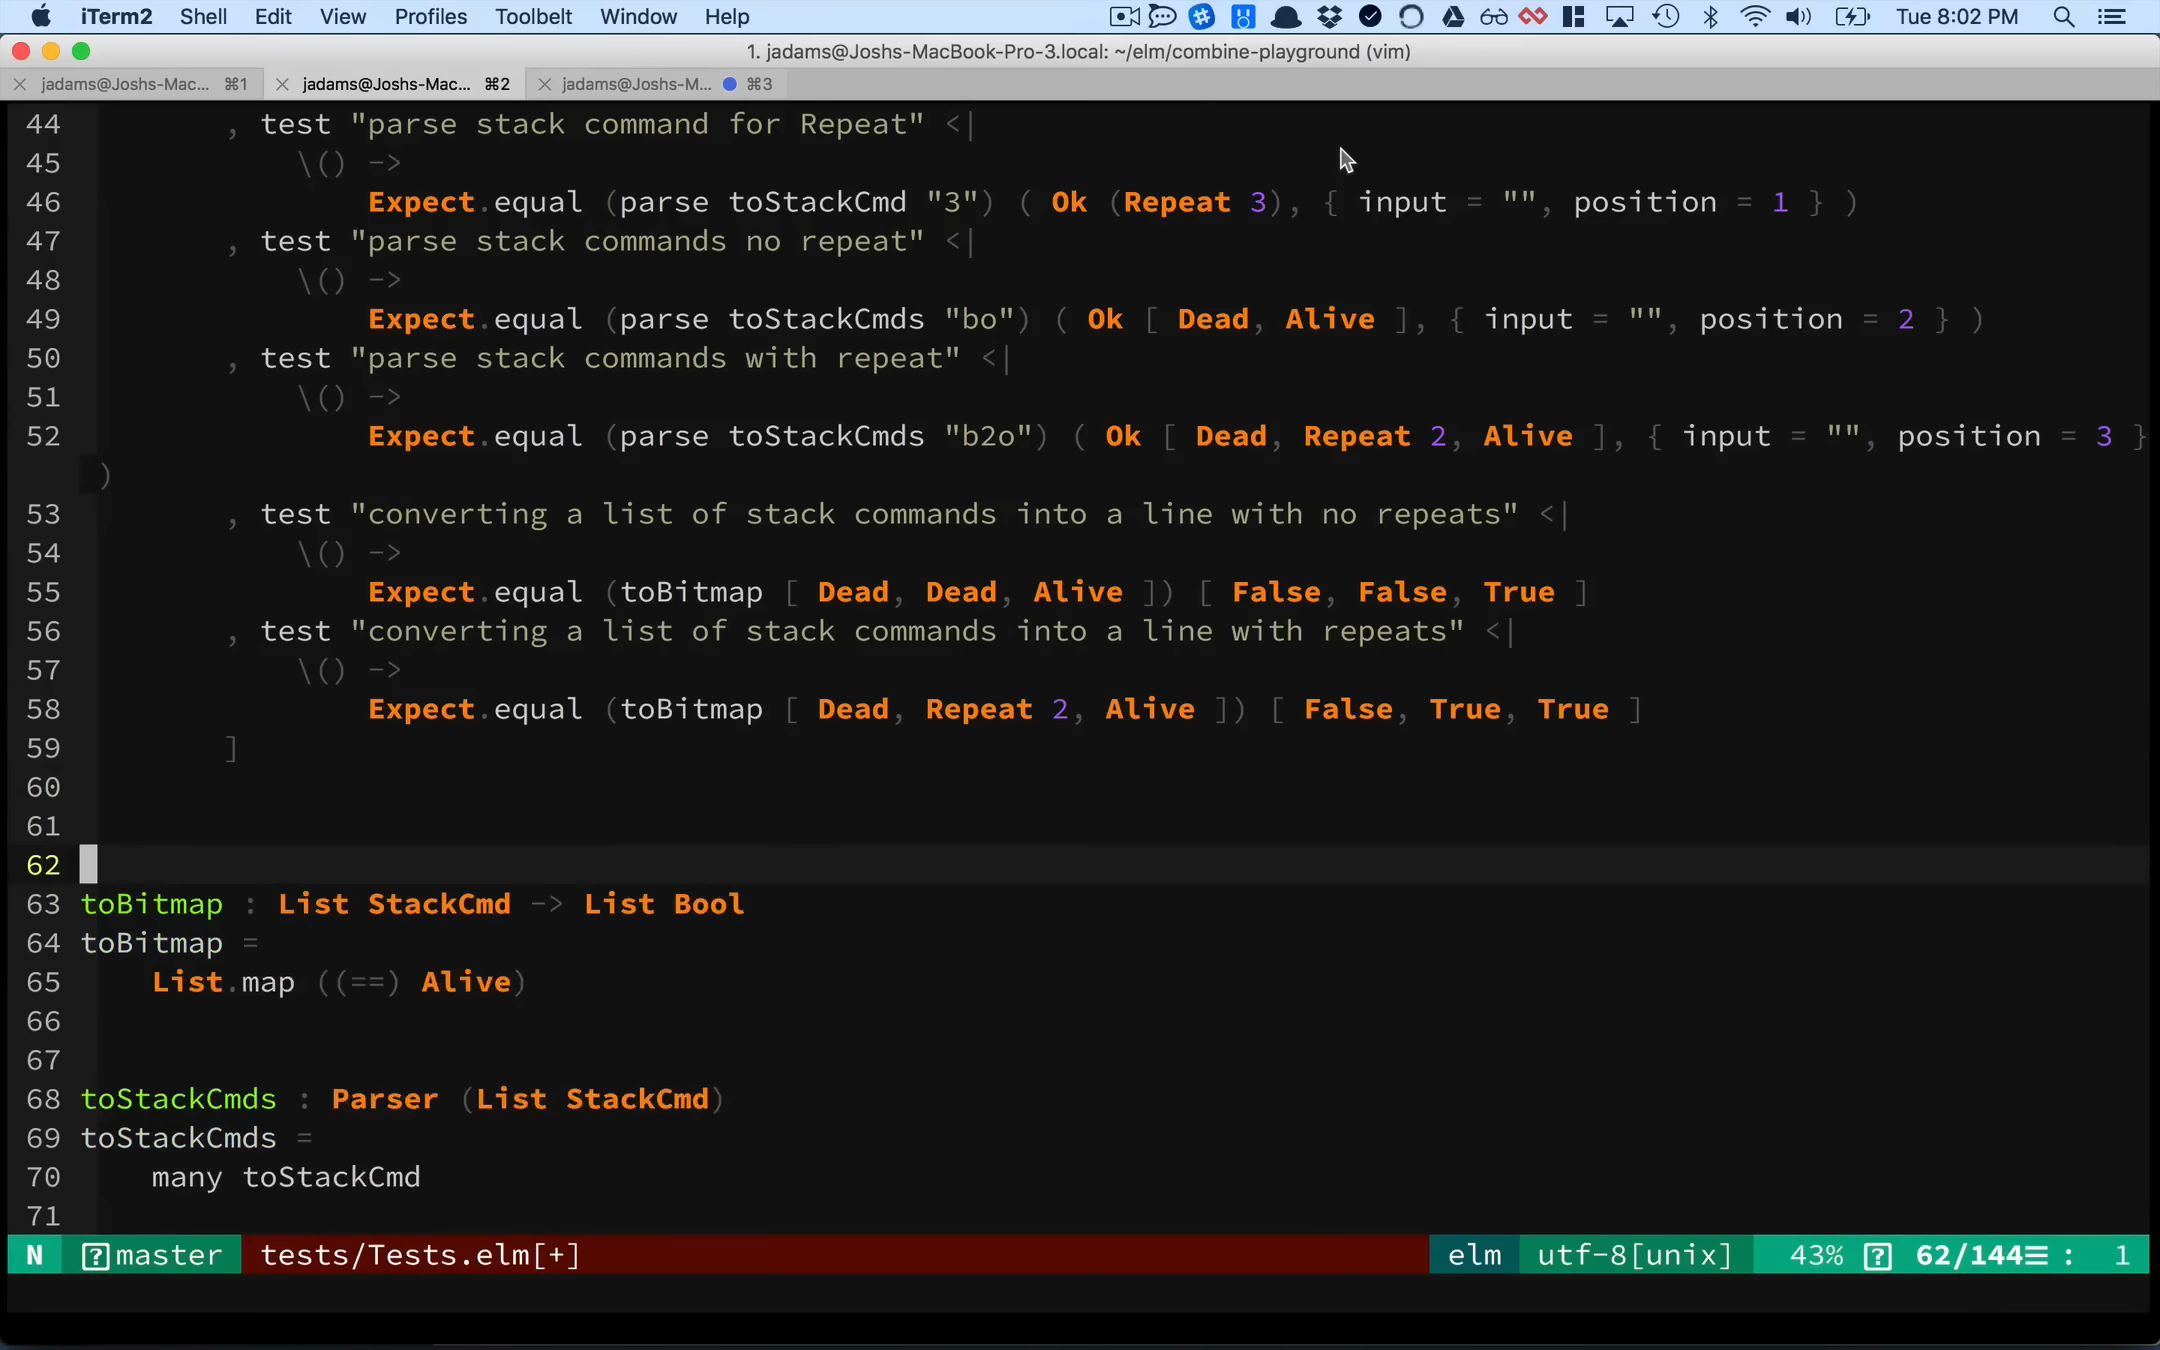 iTerm2 Shell Edit View Profiles Toolbelt Window Help Tue 8:02 PM
1. jadams@Joshs-MacBook-Pro-3.local: ~/elm/combine-playground (vim)
jadams@Joshs-Mac... ⌘1 jadams@Joshs-Mac... ⌘2 jadams@Joshs-M... ⌘3
44 , test "parse stack command for Repeat" <|
45 \() ->
46 Expect.equal (parse toStackCmd "3") ( Ok (Repeat 3), { input = "", position = 1 } )
47 , test "parse stack commands no repeat" <|
48 \() ->
49 Expect.equal (parse toStackCmds "bo") ( Ok [ Dead, Alive ], { input = "", position = 2 } )
50 , test "parse stack commands with repeat" <|
51 \() ->
52 Expect.equal (parse toStackCmds "b2o") ( Ok [ Dead, Repeat 2, Alive ], { input = "", position = 3 }
)
53 , test "converting a list of stack commands into a line with no repeats" <|
54 \() ->
55 Expect.equal (toBitmap [ Dead, Dead, Alive ]) [ False, False, True ]
56 , test "converting a list of stack commands into a line with repeats" <|
57 \() ->
58 Expect.equal (toBitmap [ Dead, Repeat 2, Alive ]) [ False, True, True ]
59 ]
60
61
62
63 toBitmap : List StackCmd -> List Bool
64 toBitmap =
65 List.map ((==) Alive)
66
67
68 toStackCmds : Parser (List StackCmd)
69 toStackCmds =
70 many toStackCmd
71
N [?]master tests/Tests.elm[+] elm utf-8[unix] 43% [?] 62/144☰ : 1